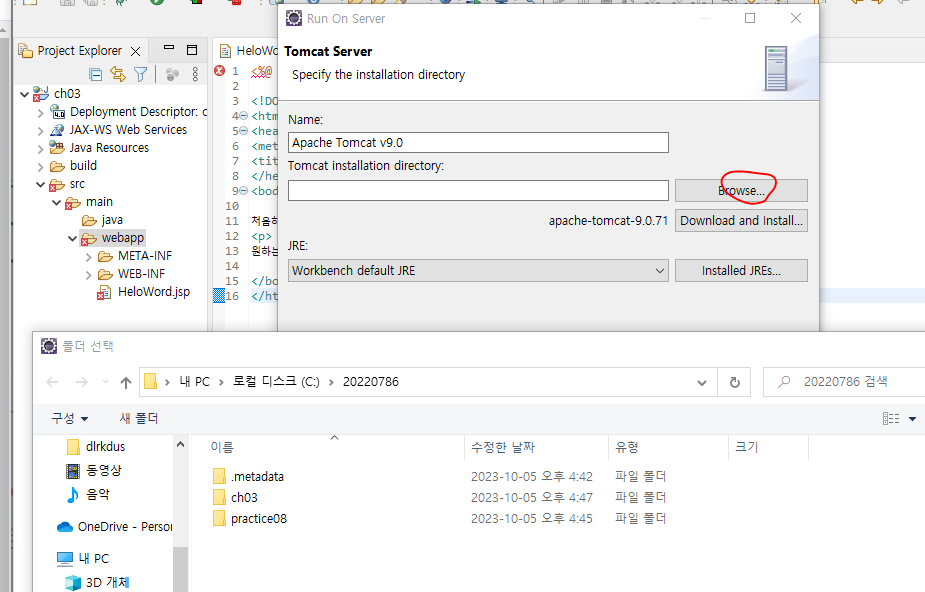 Run On Server
Project Explorer
HeloWo
Tomcat Server
Specify the installation directory
Name:
Apache Tomcat v9.0
Tomcat installation directory:
Browse...
apache-tomcat-9.0.71
Download and Install...
JRE:
Workbench default JRE
Installed JREs...
ch03
Deployment Descriptor: c
JAX-WS Web Services
Java Resources
build
src
main
java
webapp
META-INF
WEB-INF
HeloWord.jsp
1 <%@
2
3 <!DO
4 <htm
5 <hea
6 <met
7 <titl
8 </he
9 <bod
10
11 처음하
12 <p>
13 원하는
14
15 </bo
16 </ht
폴더 선택
내 PC > 로컬 디스크 (C:) > 20220786
20220786 검색
구성
새 폴더
dlrkdus
동영상
음악
OneDrive - Person
내 PC
3D 개체
이름 수정한 날짜 유형 크기
.metadata 2023-10-05 오후 4:42 파일 폴더
ch03 2023-10-05 오후 4:47 파일 폴더
practice08 2023-10-05 오후 4:45 파일 폴더